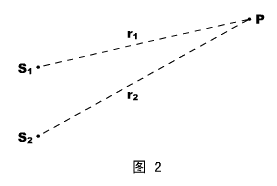 P
r₁
S₁
r₂
S₂
图 2